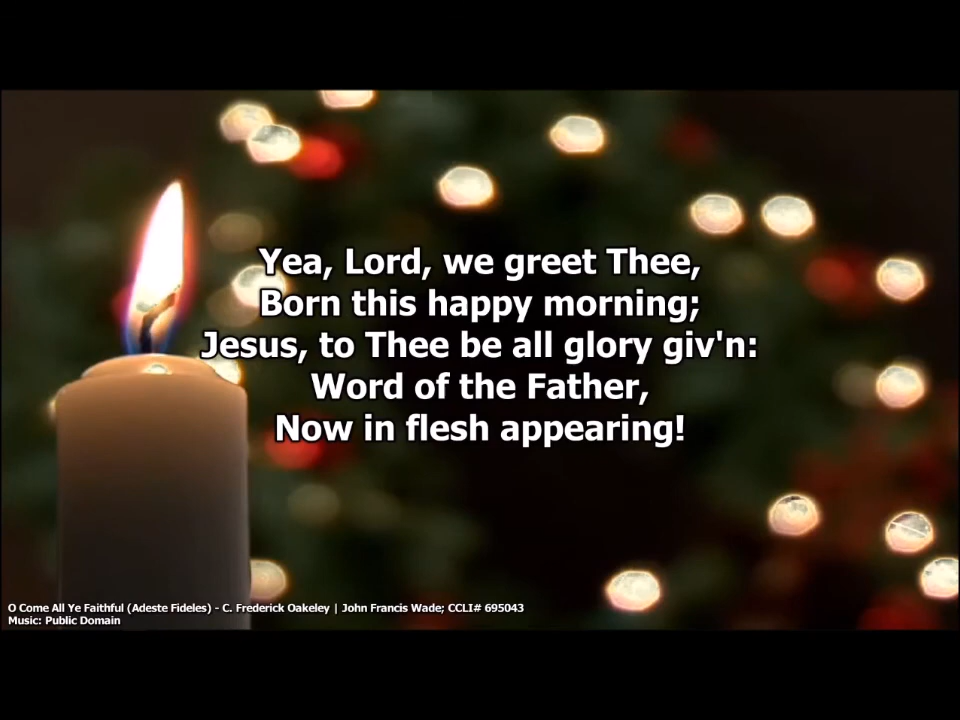 Yea, Lord, we greet Thee,
Born this happy morning;
Jesus, to Thee be all glory giv'n:
Word of the Father,
Now in flesh appearing!
O Come All Ye Faithful (Adeste Fideles) - C. Frederick Oakeley | John Francis Wade; CCLI# 695043
Music: Public Domain